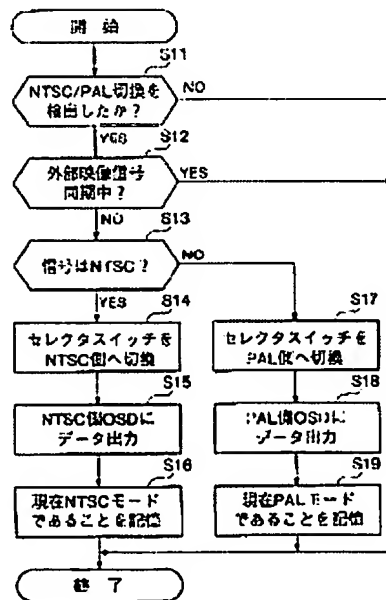 開始
S11
NTSC/PAL切換を
検出したか？
NO
YES
S12
外部映像信号
同期中？
YES
NO
S13
信号はNTSC？
NO
YES
S14
セレクタスイッチを
NTSC側へ切換
S17
セレクタスイッチを
PAL側へ切換
S15
NTSC側OSDに
データ出力
S18
PAL側OSDに
データ出力
S16
現在NTSCモード
であることを記憶
S19
現在PALモード
であることを記憶
終了